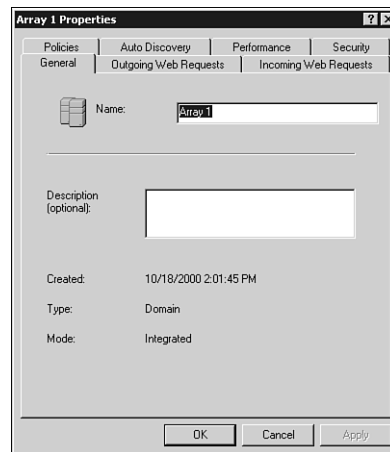 Array 1 Properties
Policies Auto Discovery Performance Security
General Outgoing Web Requests Incoming Web Requests
Name: Array 1
Description (optional):
Created: 10/18/2000 2:01:45 PM
Type: Domain
Mode: Integrated
OK Cancel Apply